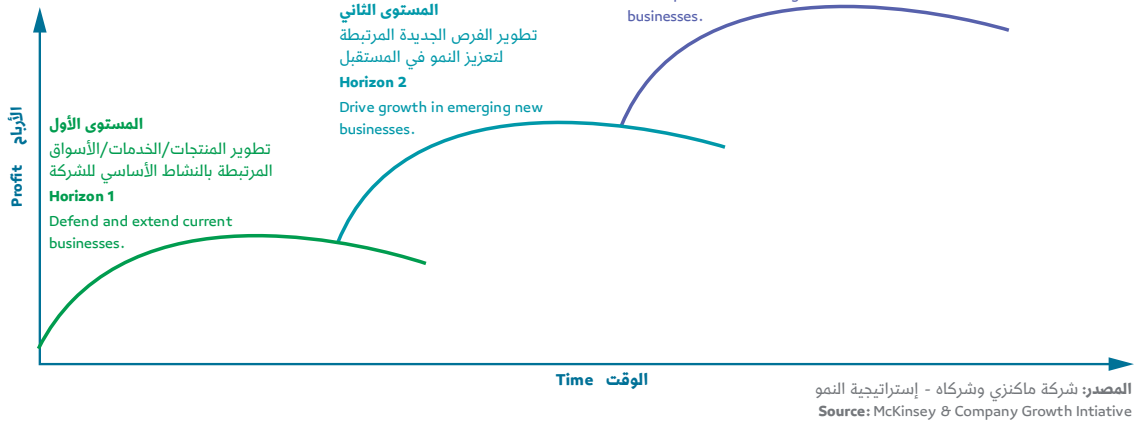 businesses.
المستوى الثاني
تطوير الفرص الجديدة المرتبطة
لتعزيز النمو في المستقبل
Horizon 2
Drive growth in emerging new
businesses.
المستوى الأول
تطوير المنتجات/الخدمات/الأسواق
المرتبطة بالنشاط الأساسي للشركة
Horizon 1
Defend and extend current
businesses.
Profit الأرباح
Time الوقت
المصدر: شركة ماكنزي وشركاه - إستراتيجية النمو
Source: McKinsey & Company Growth Intiative